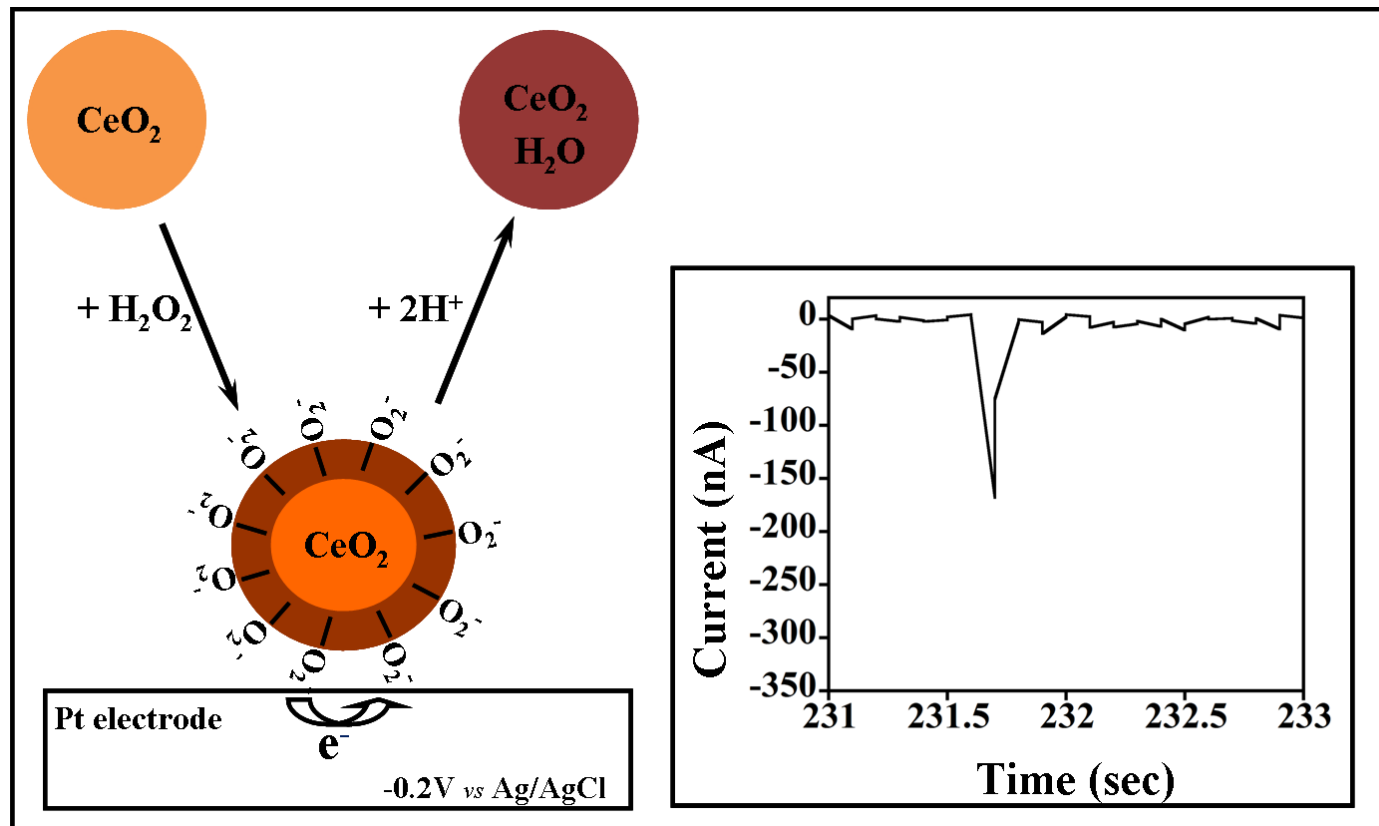 CeO₂
CeO₂
H₂O
+ H₂O₂
+ 2H⁺
O₂⁻
O₂⁻
O₂⁻
O₂⁻
O₂⁻
O₂⁻
O₂⁻
O₂⁻
O₂⁻
O₂⁻
O₂⁻
O₂⁻
CeO₂
Pt electrode
e⁻
-0.2V vs Ag/AgCl
Current (nA)
0
-50
-100
-150
-200
-250
-300
-350
231 231.5 232 232.5 233
Time (sec)